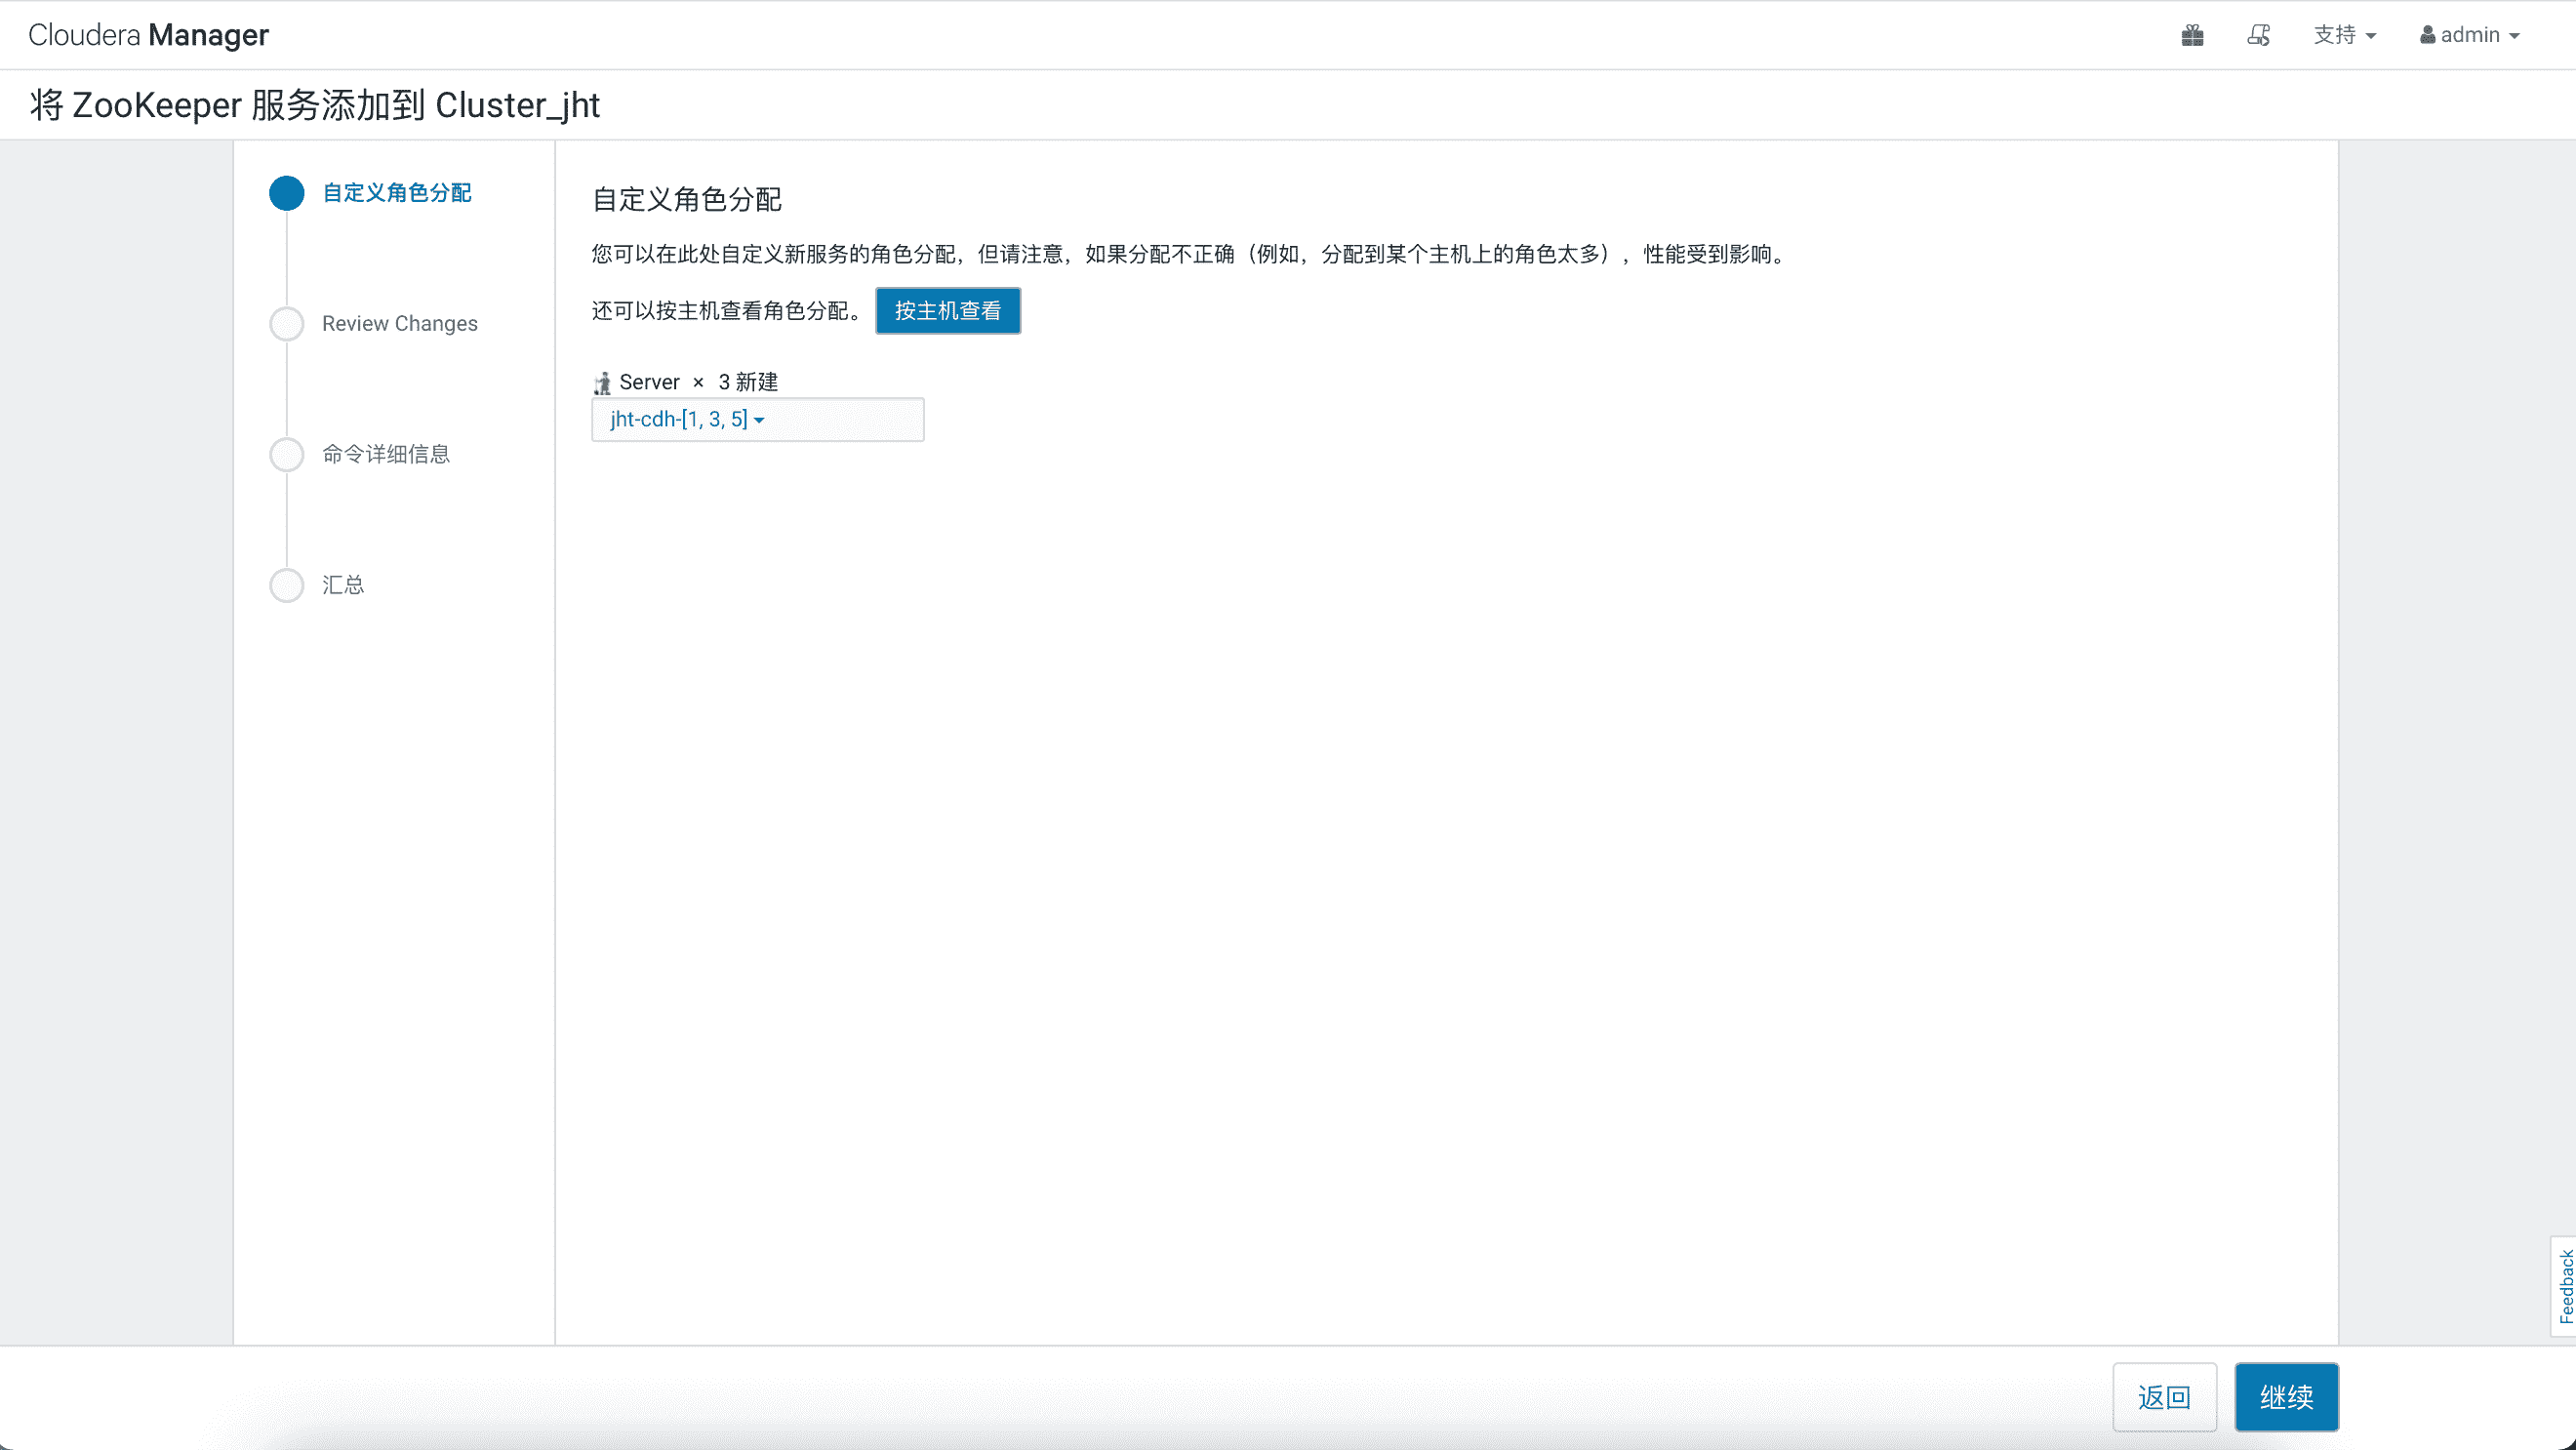 Cloudera Manager
支持
admin
将 ZooKeeper 服务添加到 Cluster_jht
自定义角色分配
Review Changes
命令详细信息
汇总
自定义角色分配
您可以在此处自定义新服务的角色分配，但请注意，如果分配不正确（例如，分配到某个主机上的角色太多），性能受到影响。
还可以按主机查看角色分配。 按主机查看
Server × 3 新建
jht-cdh-[1, 3, 5]
Feedback
返回
继续